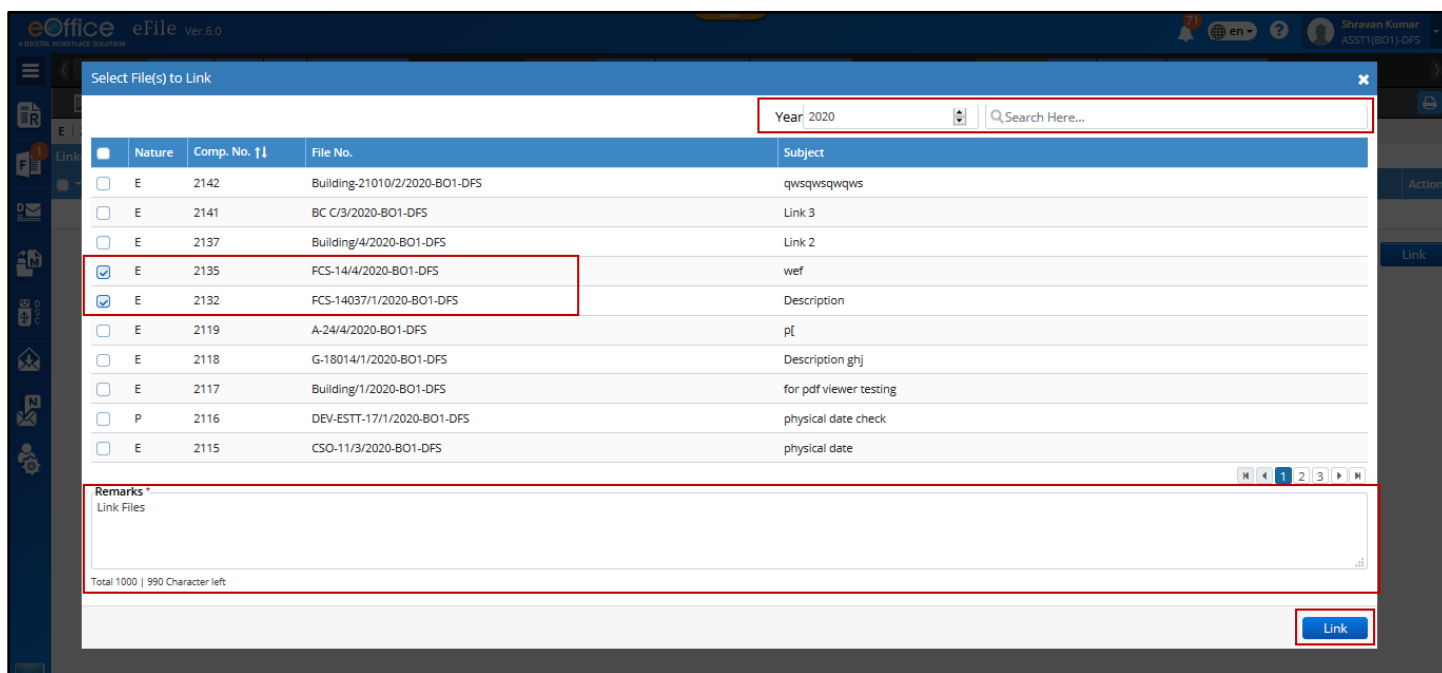 eOffice eFile Ver.6.0 71 en Shravan Kumar
A DIGITAL WORKPLACE SOLUTION ASST1(BO1)-DFS
Select File(s) to Link
Year 2020 Search Here...
Nature Comp. No. File No. Subject
E 2142 Building-21010/2/2020-BO1-DFS qwsqwsqwqws
E 2141 BC C/3/2020-BO1-DFS Link 3
E 2137 Building/4/2020-BO1-DFS Link 2
E 2135 FCS-14/4/2020-BO1-DFS wef
E 2132 FCS-14037/1/2020-BO1-DFS Description
E 2119 A-24/4/2020-BO1-DFS p[
E 2118 G-18014/1/2020-BO1-DFS Description ghj
E 2117 Building/1/2020-BO1-DFS for pdf viewer testing
P 2116 DEV-ESTT-17/1/2020-BO1-DFS physical date check
E 2115 CSO-11/3/2020-BO1-DFS physical date
1 2 3
Remarks *
Link Files
Total 1000 | 990 Character left
Link
R
E
F 1
Link
Action
D
M
Link
DSC
N